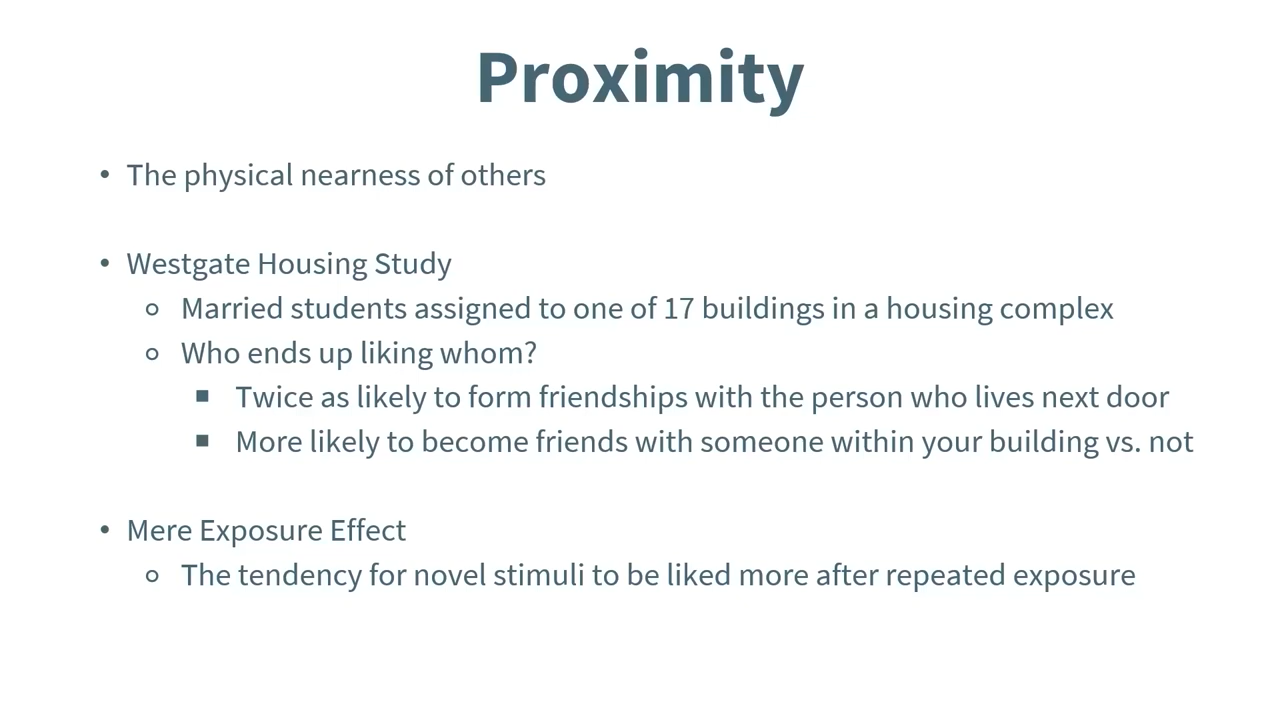 Proximity
• The physical nearness of others
• Westgate Housing Study
○ Married students assigned to one of 17 buildings in a housing complex
○ Who ends up liking whom?
■ Twice as likely to form friendships with the person who lives next door
■ More likely to become friends with someone within your building vs. not
• Mere Exposure Effect
○ The tendency for novel stimuli to be liked more after repeated exposure